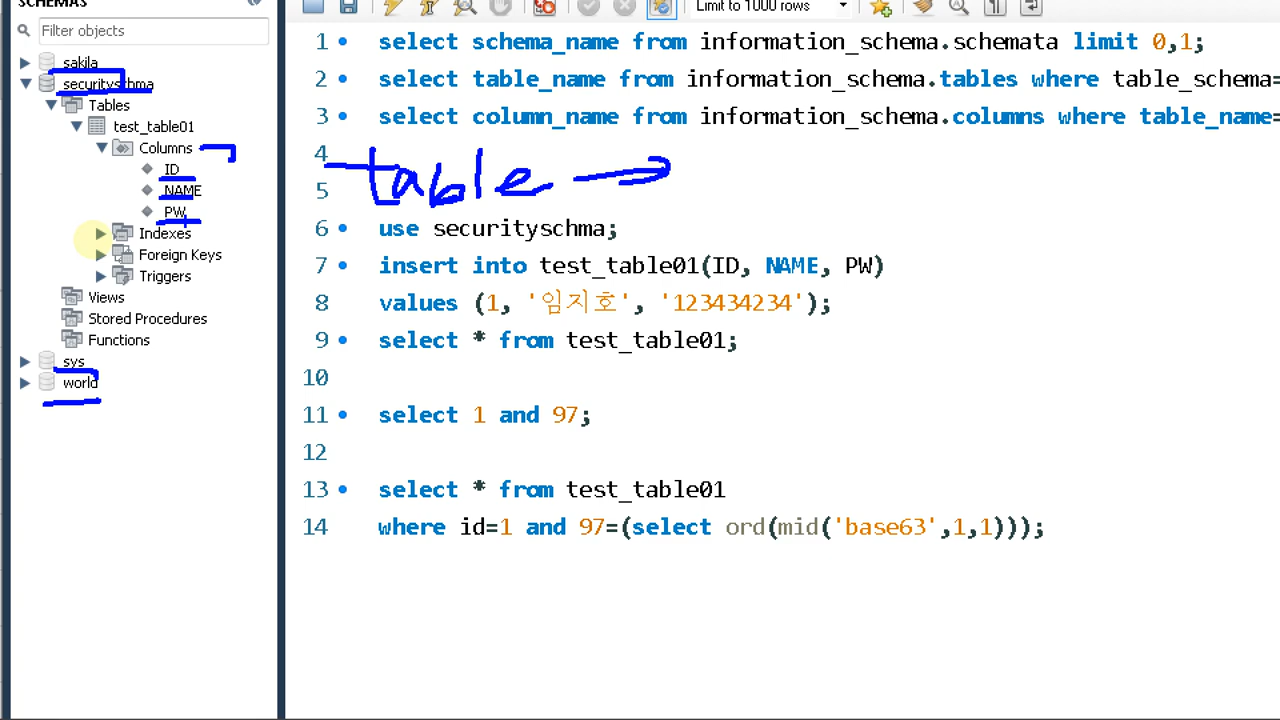 SCHEMAS
Filter objects
sakila
securityschma
Tables
test_table01
Columns
ID
NAME
PW
Indexes
Foreign Keys
Triggers
Views
Stored Procedures
Functions
sys
world
Limit to 1000 rows
1 select schema_name from information_schema.schemata limit 0,1;
2 select table_name from information_schema.tables where table_schema=
3 select column_name from information_schema.columns where table_name=
4
table →
5
6 use securityschma;
7 insert into test_table01(ID, NAME, PW)
8 values (1, '임지호', '123434234');
9 select * from test_table01;
10
11 select 1 and 97;
12
13 select * from test_table01
14 where id=1 and 97=(select ord(mid('base63',1,1)));